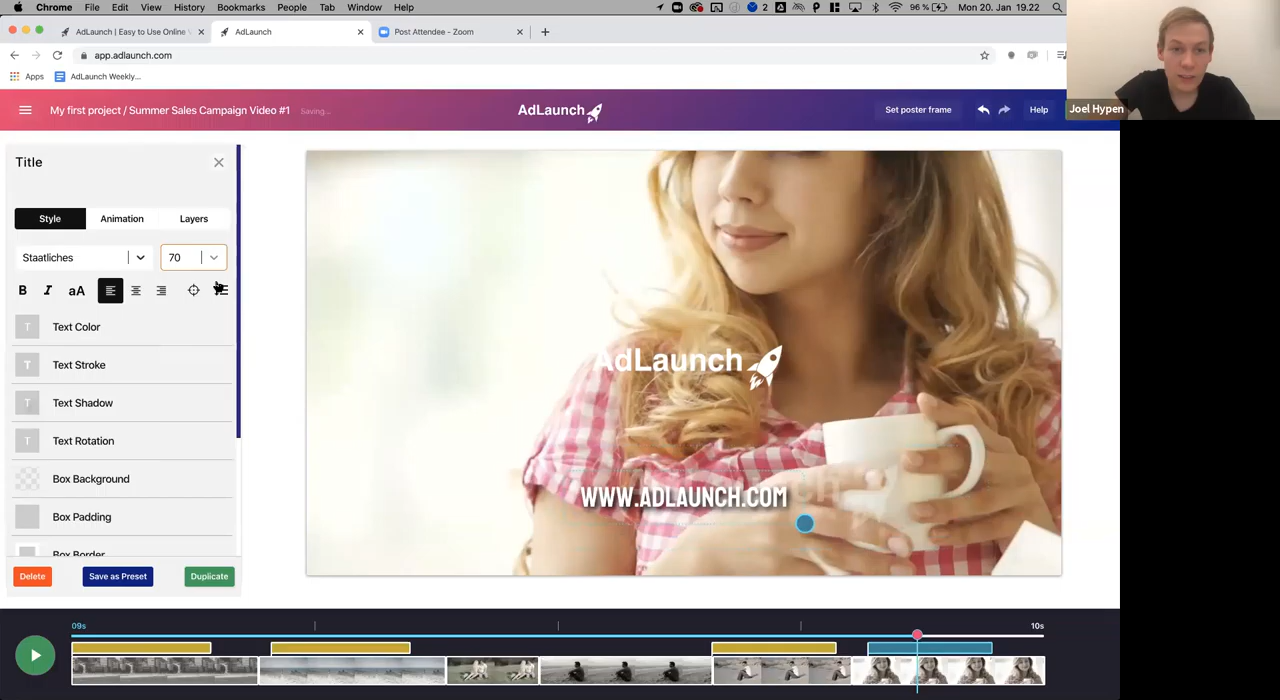 Chrome File Edit View History Bookmarks People Tab Window Help 2 96 % Mon 20. Jan 19.22
AdLaunch | Easy to Use Online V AdLaunch Post Attendee - Zoom
app.adlaunch.com
Apps AdLaunch Weekly...
Joel Hypen
My first project / Summer Sales Campaign Video #1 Saving... AdLaunch Set poster frame Help
Title
Style Animation Layers
Staatliches 70
B I aA
T Text Color
T Text Stroke
T Text Shadow
T Text Rotation
Box Background
Box Padding
Box Border
Delete Save as Preset Duplicate
AdLaunch
WWW.ADLAUNCH.COM
09s 10s